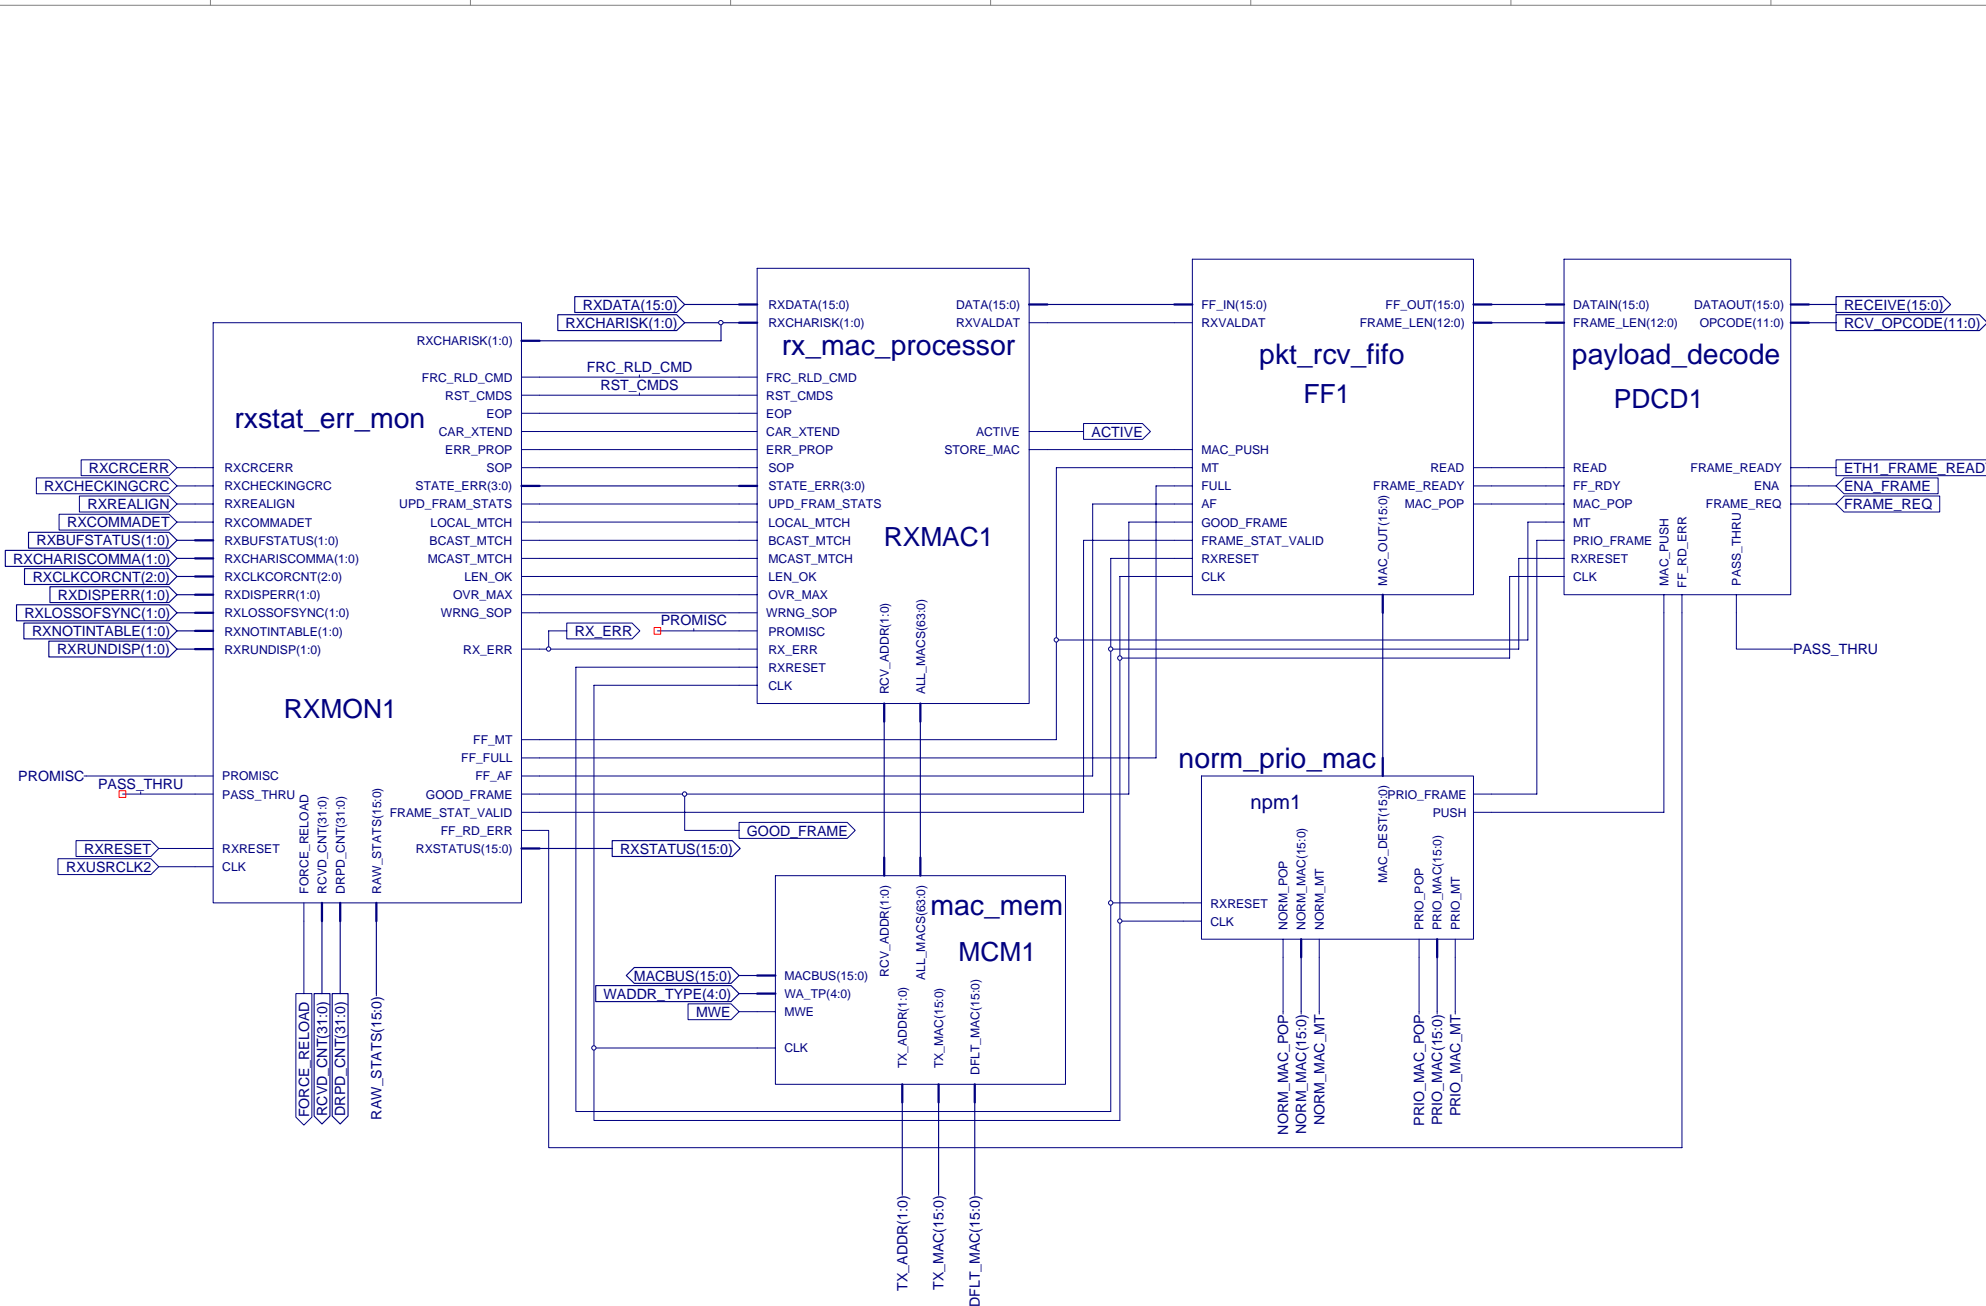 RXCRCERR
RXCHECKINGCRC
RXREALIGN
RXCOMMADET
RXBUFSTATUS(1:0)
RXCHARISCOMMA(1:0)
RXCLKCORCNT(2:0)
RXDISPERR(1:0)
RXLOSSOFSYNC(1:0)
RXNOTINTABLE(1:0)
RXRUNDISP(1:0)
PROMISC
PASS_THRU
RXRESET
RXUSRCLK2
rxstat_err_mon
RXMON1
RXCRCERR
RXCHECKINGCRC
RXREALIGN
RXCOMMADET
RXBUFSTATUS(1:0)
RXCHARISCOMMA(1:0)
RXCLKCORCNT(2:0)
RXDISPERR(1:0)
RXLOSSOFSYNC(1:0)
RXNOTINTABLE(1:0)
RXRUNDISP(1:0)
PROMISC
PASS_THRU
RXRESET
CLK
RXCHARISK(1:0)
FRC_RLD_CMD
RST_CMDS
EOP
CAR_XTEND
ERR_PROP
SOP
STATE_ERR(3:0)
UPD_FRAM_STATS
LOCAL_MTCH
BCAST_MTCH
MCAST_MTCH
LEN_OK
OVR_MAX
WRNG_SOP
RX_ERR
FF_MT
FF_FULL
FF_AF
GOOD_FRAME
FRAME_STAT_VALID
FF_RD_ERR
RXSTATUS(15:0)
FORCE_RELOAD
RCVD_CNT(31:0)
DRPD_CNT(31:0)
RAW_STATS(15:0)
FORCE_RELOAD
RCVD_CNT(31:0)
DRPD_CNT(31:0)
RAW_STATS(15:0)
RXDATA(15:0)
RXCHARISK(1:0)
FRC_RLD_CMD
RST_CMDS
RX_ERR
PROMISC
GOOD_FRAME
RXSTATUS(15:0)
RXDATA(15:0)
RXCHARISK(1:0)
rx_mac_processor
RXMAC1
FRC_RLD_CMD
RST_CMDS
EOP
CAR_XTEND
ERR_PROP
SOP
STATE_ERR(3:0)
UPD_FRAM_STATS
LOCAL_MTCH
BCAST_MTCH
MCAST_MTCH
LEN_OK
OVR_MAX
WRNG_SOP
PROMISC
RX_ERR
RXRESET
CLK
DATA(15:0)
RXVALDAT
ACTIVE
STORE_MAC
RCV_ADDR(1:0)
ALL_MACS(63:0)
ACTIVE
MACBUS(15:0)
WADDR_TYPE(4:0)
MWE
mac_mem
MCM1
RCV_ADDR(1:0)
ALL_MACS(63:0)
MACBUS(15:0)
WA_TP(4:0)
MWE
CLK
TX_ADDR(1:0)
TX_MAC(15:0)
DFLT_MAC(15:0)
TX_ADDR(1:0)
TX_MAC(15:0)
DFLT_MAC(15:0)
FF_IN(15:0)
RXVALDAT
pkt_rcv_fifo
FF1
MAC_PUSH
MT
FULL
AF
GOOD_FRAME
FRAME_STAT_VALID
RXRESET
CLK
FF_OUT(15:0)
FRAME_LEN(12:0)
READ
FRAME_READY
MAC_POP
MAC_OUT(15:0)
norm_prio_mac
npm1
MAC_DEST(15:0)
PRIO_FRAME
PUSH
RXRESET
CLK
NORM_POP
NORM_MAC(15:0)
NORM_MT
PRIO_POP
PRIO_MAC(15:0)
PRIO_MT
NORM_MAC_POP
NORM_MAC(15:0)
NORM_MAC_MT
PRIO_MAC_POP
PRIO_MAC(15:0)
PRIO_MAC_MT
DATAIN(15:0)
FRAME_LEN(12:0)
payload_decode
PDCD1
READ
FF_RDY
MAC_POP
MT
PRIO_FRAME
RXRESET
CLK
DATAOUT(15:0)
OPCODE(11:0)
FRAME_READY
ENA
FRAME_REQ
MAC_PUSH
FF_RD_ERR
PASS_THRU
RECEIVE(15:0)
RCV_OPCODE(11:0)
ETH1_FRAME_READ
ENA_FRAME
FRAME_REQ
PASS_THRU